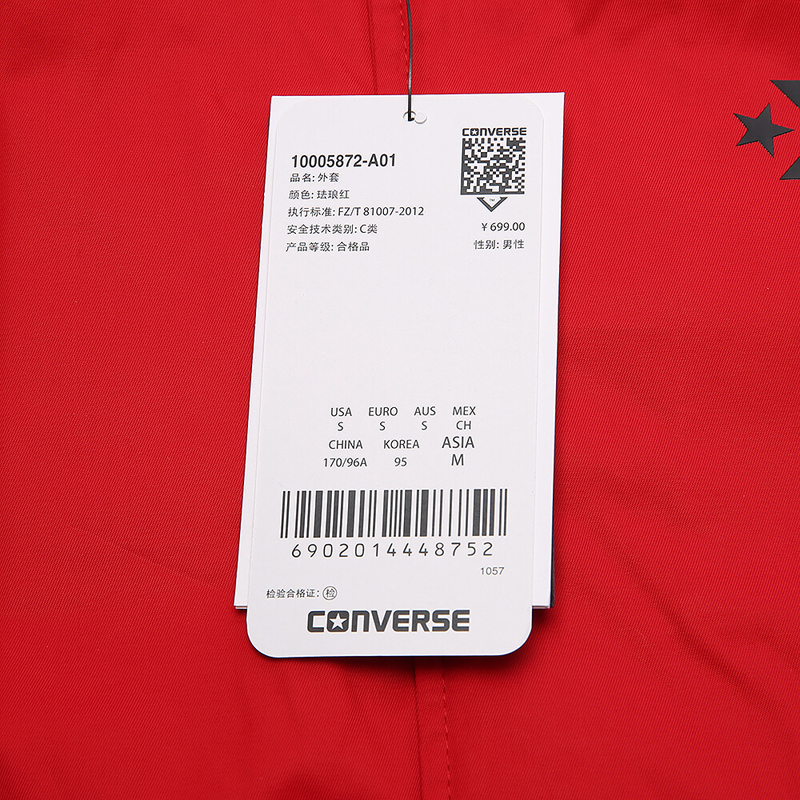 CONVERSE
10005872-A01
品名: 外套
颜色: 珐琅红
执行标准: FZ/T 81007-2012
安全技术类别: C类
产品等级: 合格品
¥ 699.00
性别: 男性
USA EURO AUS MEX
S S S CH
CHINA KOREA ASIA
170/96A 95 M
6902014448752
1057
检验合格证: 检
CONVERSE